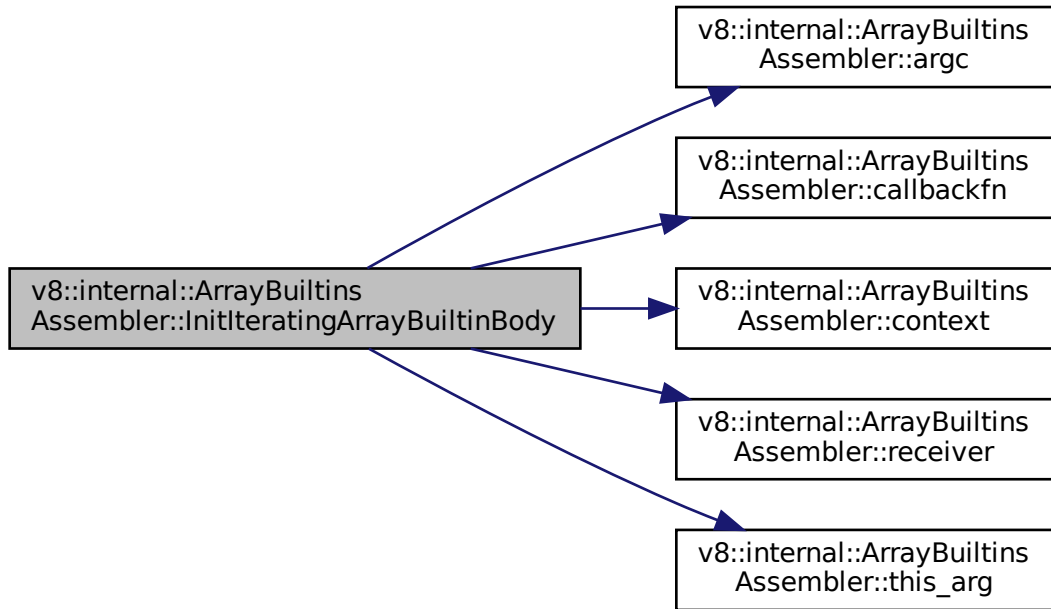 v8::internal::ArrayBuiltins
Assembler::argc
v8::internal::ArrayBuiltins
Assembler::callbackfn
v8::internal::ArrayBuiltins
Assembler::InitIteratingArrayBuiltinBody
v8::internal::ArrayBuiltins
Assembler::context
v8::internal::ArrayBuiltins
Assembler::receiver
v8::internal::ArrayBuiltins
Assembler::this_arg